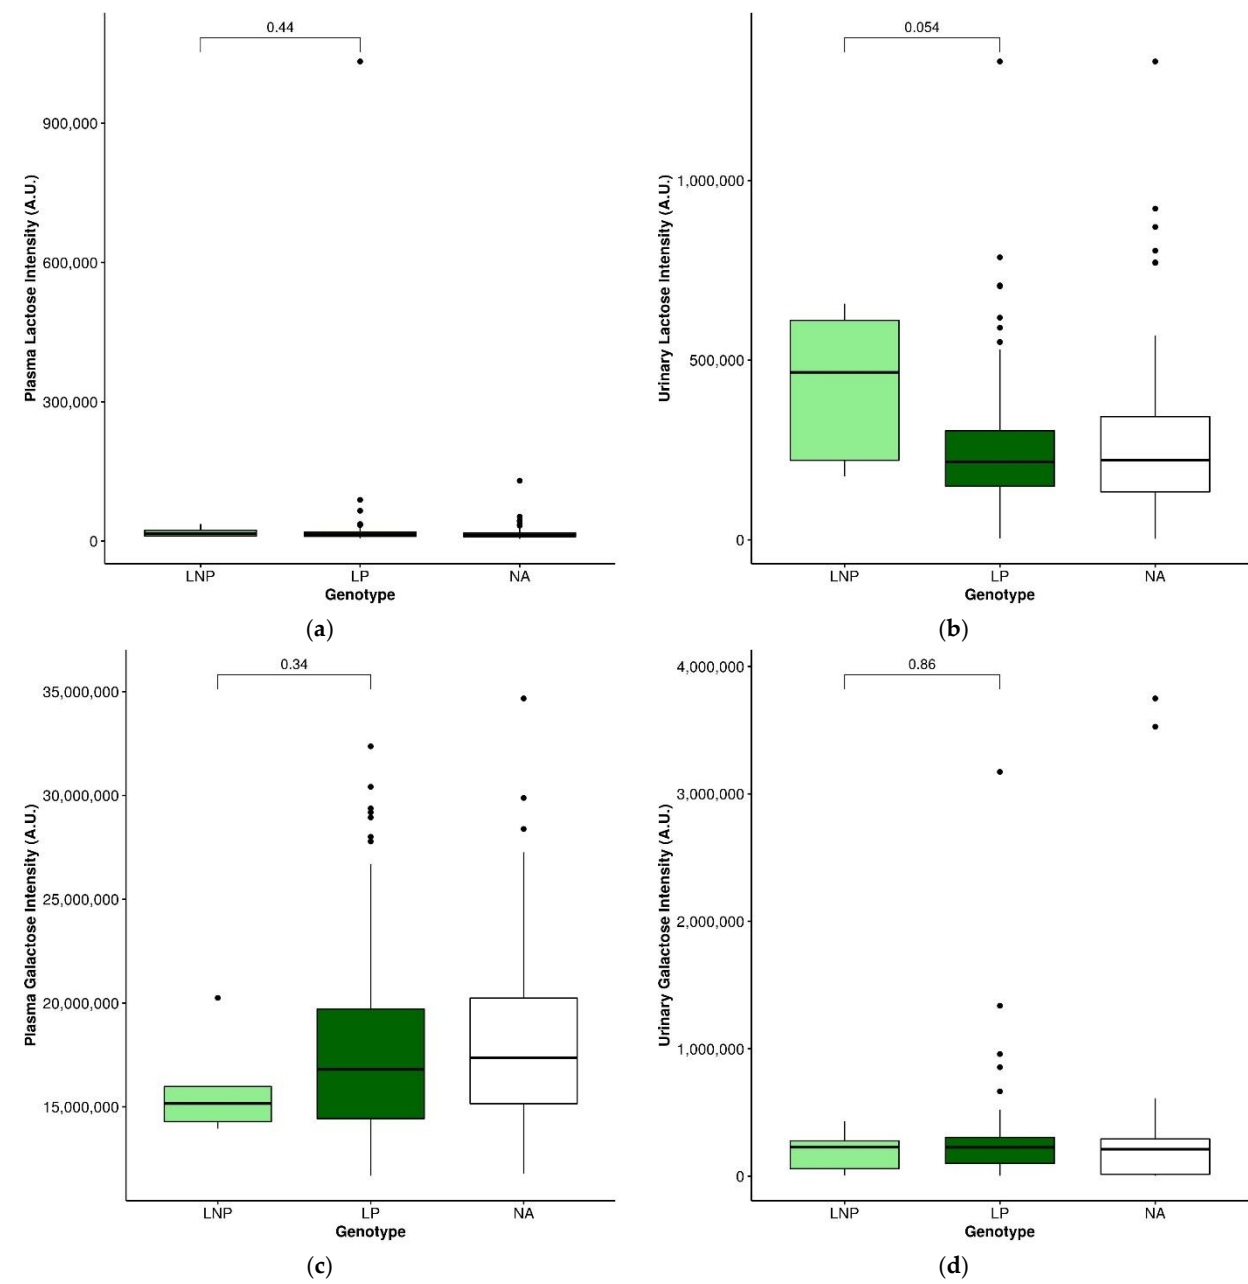 0.44
Plasma Lactose Intensity (A.U.)
900,000
600,000
300,000
0
LNP LP NA
Genotype
(a)
0.054
Urinary Lactose Intensity (A.U.)
1,000,000
500,000
0
LNP LP NA
Genotype
(b)
0.34
Plasma Galactose Intensity (A.U.)
35,000,000
30,000,000
25,000,000
20,000,000
15,000,000
LNP LP NA
Genotype
(c)
0.86
Urinary Galactose Intensity (A.U.)
4,000,000
3,000,000
2,000,000
1,000,000
0
LNP LP NA
Genotype
(d)